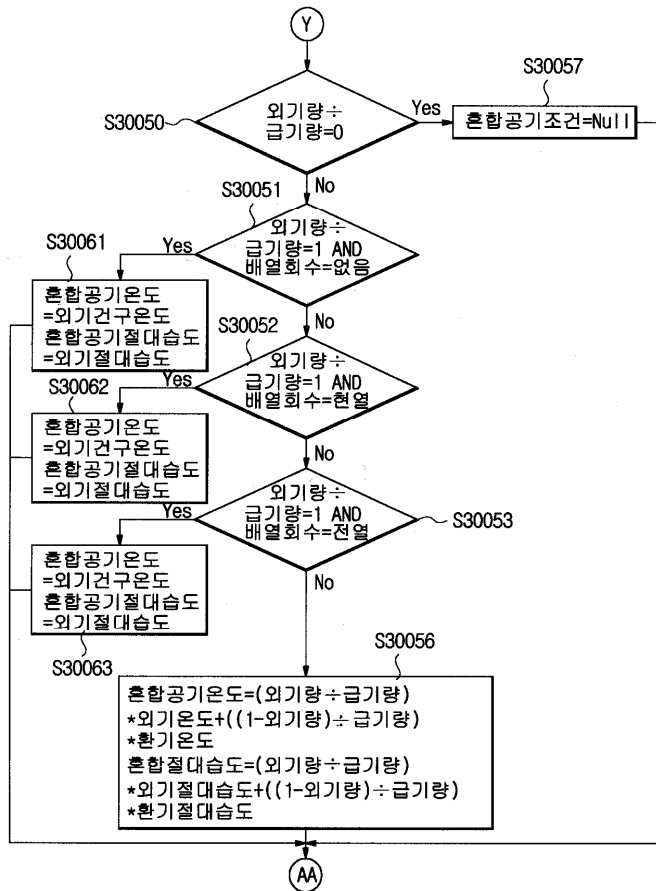 Y
S30057
S30050
외기량÷
급기량=0
Yes
혼합공기조건=Null
No
S30051
외기량÷
급기량=1 AND
배열회수=없음
Yes
S30061
혼합공기온도
=외기건구온도
혼합공기절대습도
=외기절대습도
No
S30052
외기량÷
급기량=1 AND
배열회수=현열
Yes
S30062
혼합공기온도
=외기건구온도
혼합공기절대습도
=외기절대습도
No
외기량÷
급기량=1 AND
배열회수=전열
S30053
Yes
혼합공기온도
=외기건구온도
혼합공기절대습도
=외기절대습도
S30063
No
S30056
혼합공기온도=(외기량÷급기량)
*외기온도+((1-외기량)÷급기량)
*환기온도
혼합절대습도=(외기량÷급기량)
*외기절대습도+((1-외기량)÷급기량)
*환기절대습도
AA